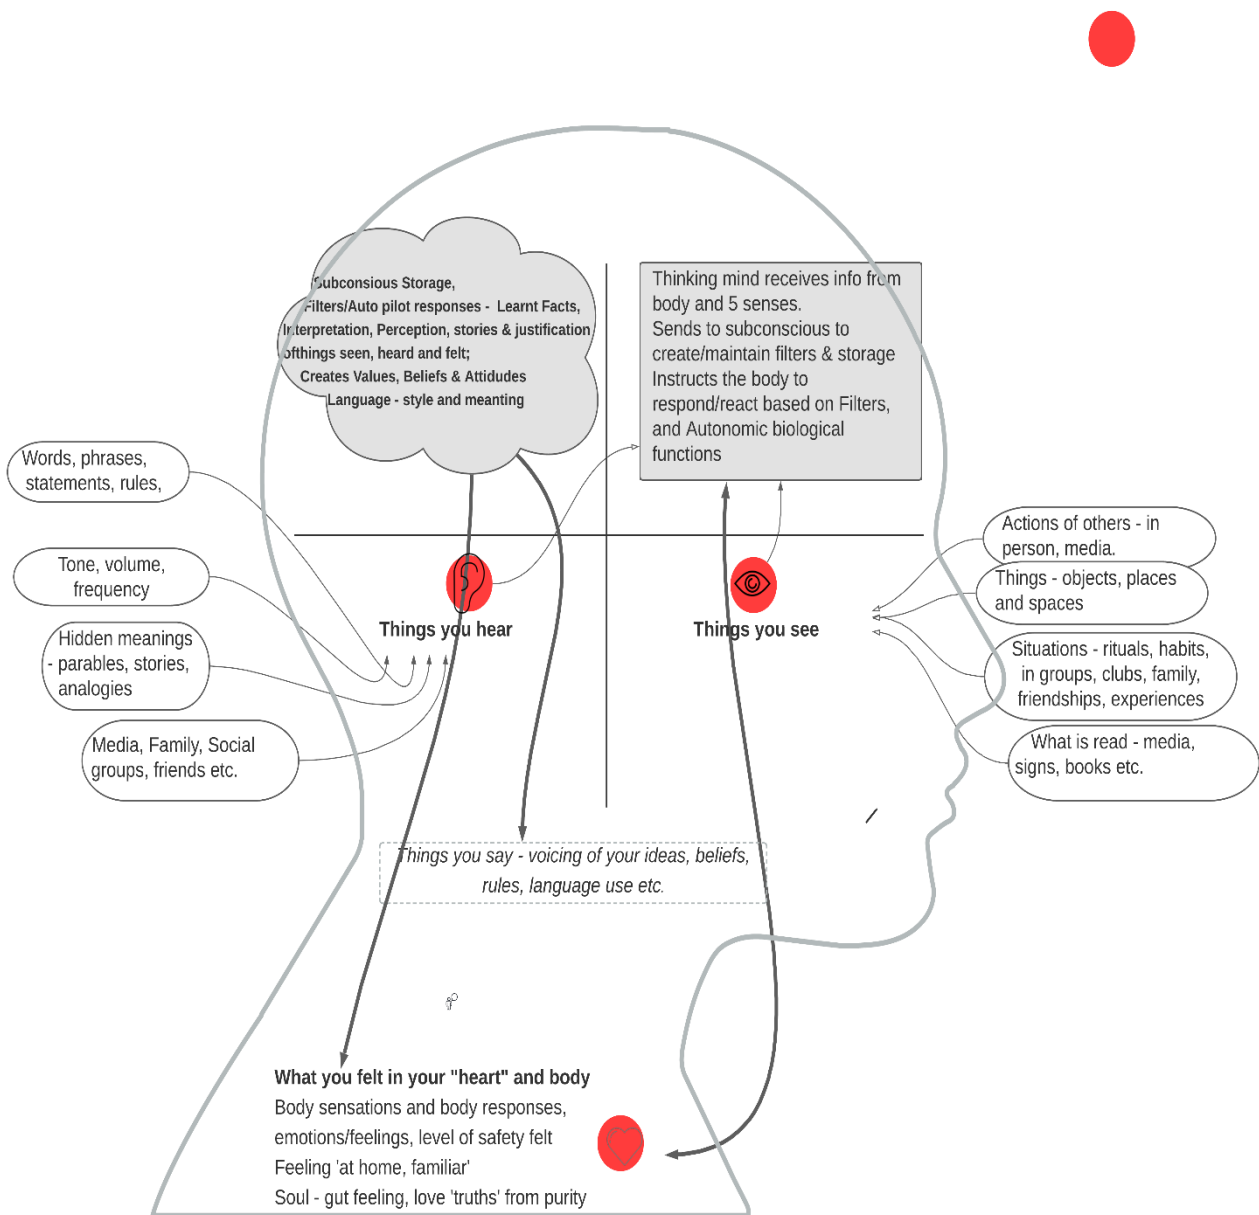 Subconsious Storage,
Filters/Auto pilot responses - Learnt Facts,
Interpretation, Perception, stories & justification
ofthings seen, heard and felt;
Creates Values, Beliefs & Attidudes
Language - style and meanting
Thinking mind receives info from
body and 5 senses.
Sends to subconscious to
create/maintain filters & storage
Instructs the body to
respond/react based on Filters,
and Autonomic biological
functions
Words, phrases,
statements, rules,
Tone, volume,
frequency
Hidden meanings
- parables, stories,
analogies
Media, Family, Social
groups, friends etc.
Things you hear
Things you see
Actions of others - in
person, media.
Things - objects, places
and spaces
Situations - rituals, habits,
in groups, clubs, family,
friendships, experiences
What is read - media,
signs, books etc.
Things you say - voicing of your ideas, beliefs,
rules, language use etc.
What you felt in your "heart" and body
Body sensations and body responses,
emotions/feelings, level of safety felt
Feeling 'at home, familiar'
Soul - gut feeling, love 'truths' from purity